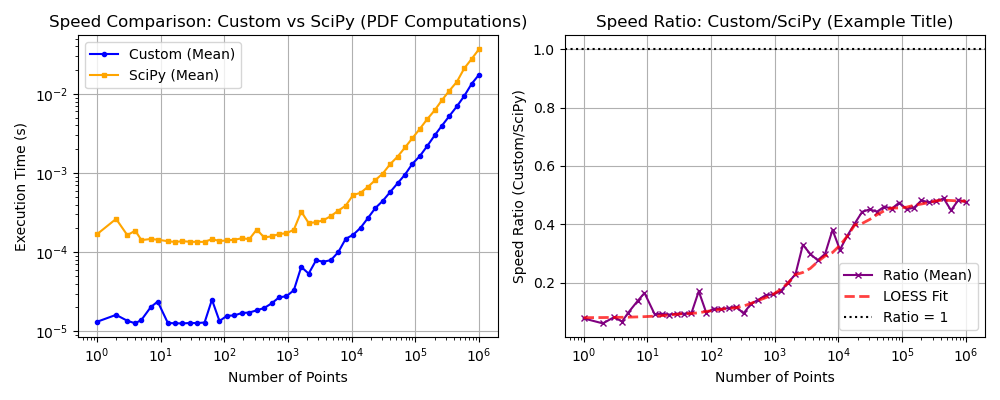 Speed Comparison: Custom vs SciPy (PDF Computations)
Custom (Mean)
SciPy (Mean)
Execution Time (s)
10⁻²
10⁻³
10⁻⁴
10⁻⁵
10⁰ 10¹ 10² 10³ 10⁴ 10⁵ 10⁶
Number of Points
Speed Ratio: Custom/SciPy (Example Title)
Speed Ratio (Custom/SciPy)
1.0
0.8
0.6
0.4
0.2
Ratio (Mean)
LOESS Fit
Ratio = 1
10⁰ 10¹ 10² 10³ 10⁴ 10⁵ 10⁶
Number of Points